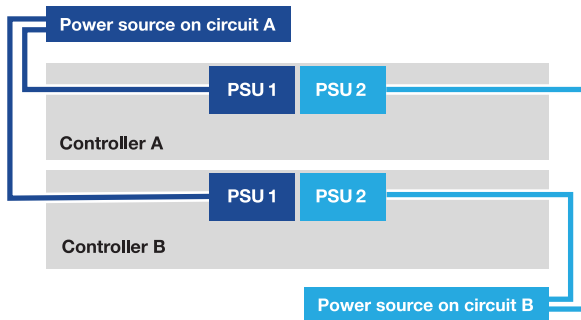 Power source on circuit A
PSU 1
PSU 2
Controller A
PSU 1
PSU 2
Controller B
Power source on circuit B